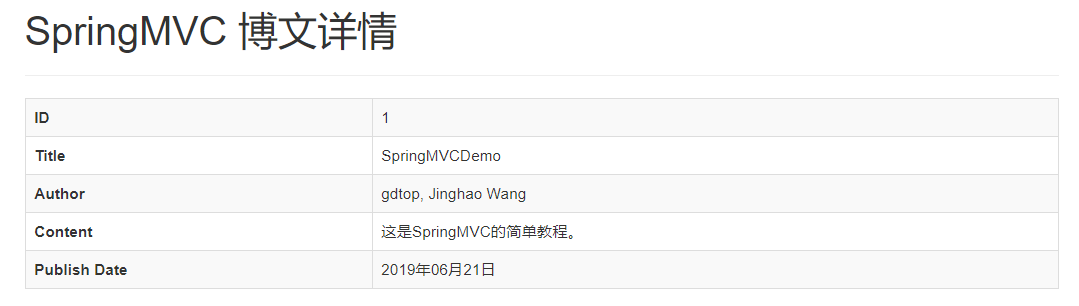 SpringMVC 博文详情
ID 1
Title SpringMVCDemo
Author gdtop, Jinghao Wang
Content 这是SpringMVC的简单教程。
Publish Date 2019年06月21日